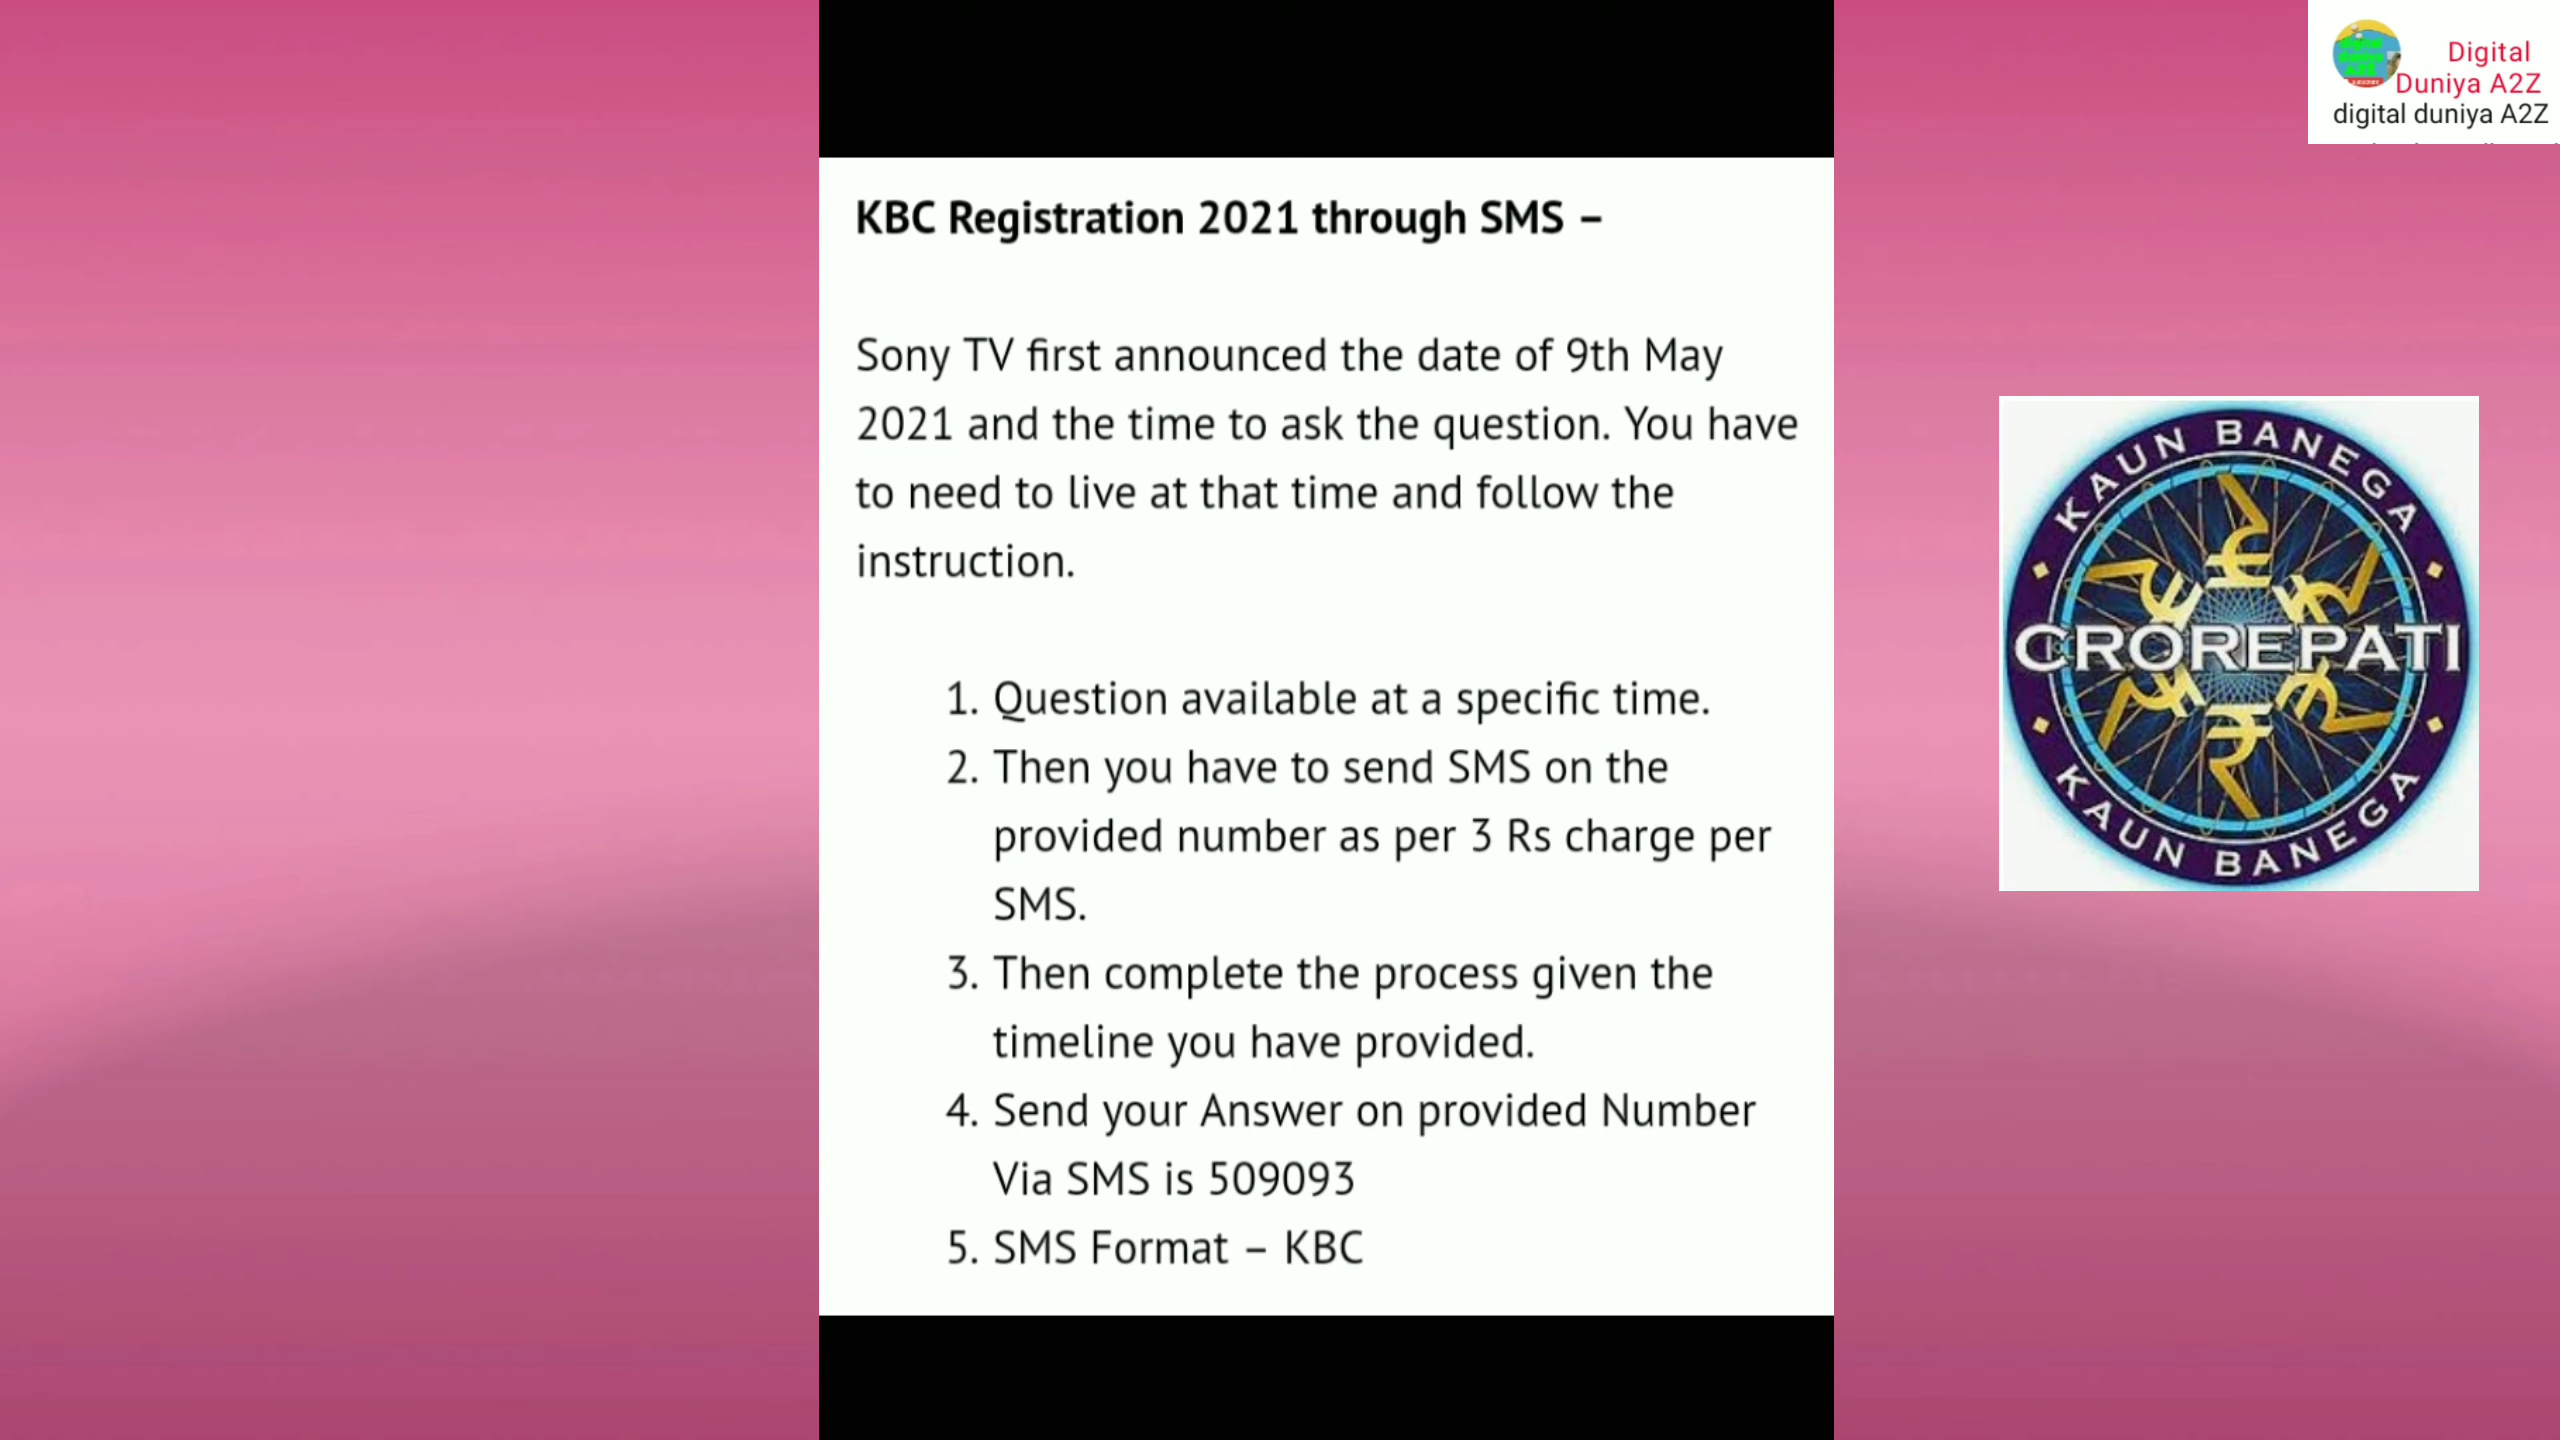 Digital
Duniya A2Z
digital duniya A2Z
KBC Registration 2021 through SMS –
Sony TV first announced the date of 9th May
2021 and the time to ask the question. You have
to need to live at that time and follow the
instruction.
1. Question available at a specific time.
2. Then you have to send SMS on the
provided number as per 3 Rs charge per
SMS.
3. Then complete the process given the
timeline you have provided.
4. Send your Answer on provided Number
Via SMS is 509093
5. SMS Format – KBC
KAUN BANEGA
CROREPATI
KAUN BANEGA